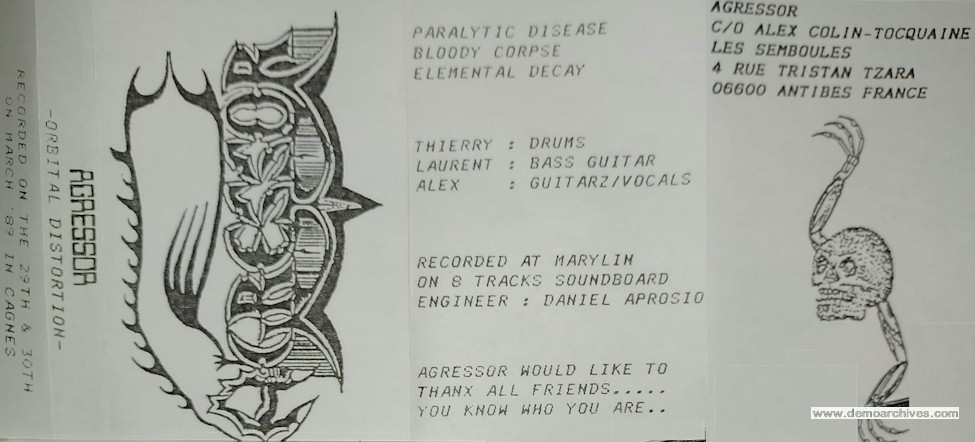 RECORDED ON THE 29TH & 30TH
ON MARCH '89 IN CAGNES
-ORBITAL DISTORTION-
AGRESSOR
AGRESSOR
PARALYTIC DISEASE
BLOODY CORPSE
ELEMENTAL DECAY
THIERRY : DRUMS
LAURENT : BASS GUITAR
ALEX : GUITARZ/VOCALS
RECORDED AT MARYLIN
ON 8 TRACKS SOUNDBOARD
ENGINEER : DANIEL APROSIO
AGRESSOR WOULD LIKE TO
THANX ALL FRIENDS.....
YOU KNOW WHO YOU ARE..
AGRESSOR
C/O ALEX COLIN-TOCQUAINE
LES SEMBOULES
4 RUE TRISTAN TZARA
06600 ANTIBES FRANCE
www.demoarchives.com